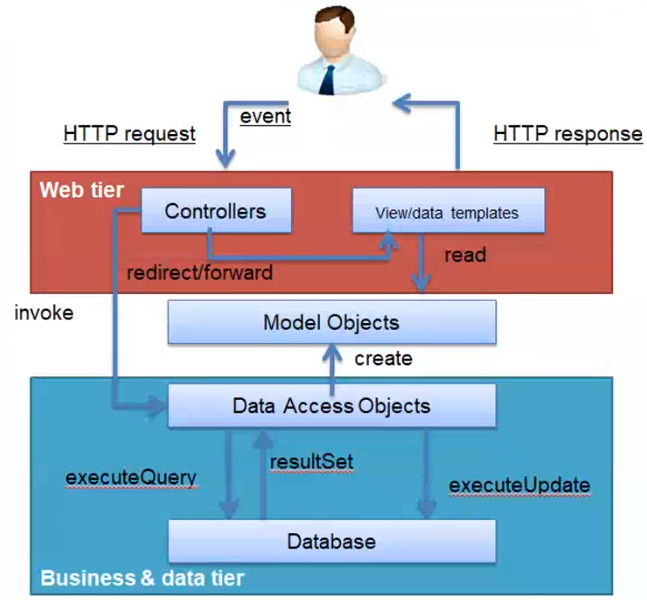 event
HTTP request
HTTP response
Web tier
Controllers
View/data templates
redirect/forward
read
invoke
Model Objects
create
Data Access Objects
executeQuery
resultSet
executeUpdate
Database
Business & data tier